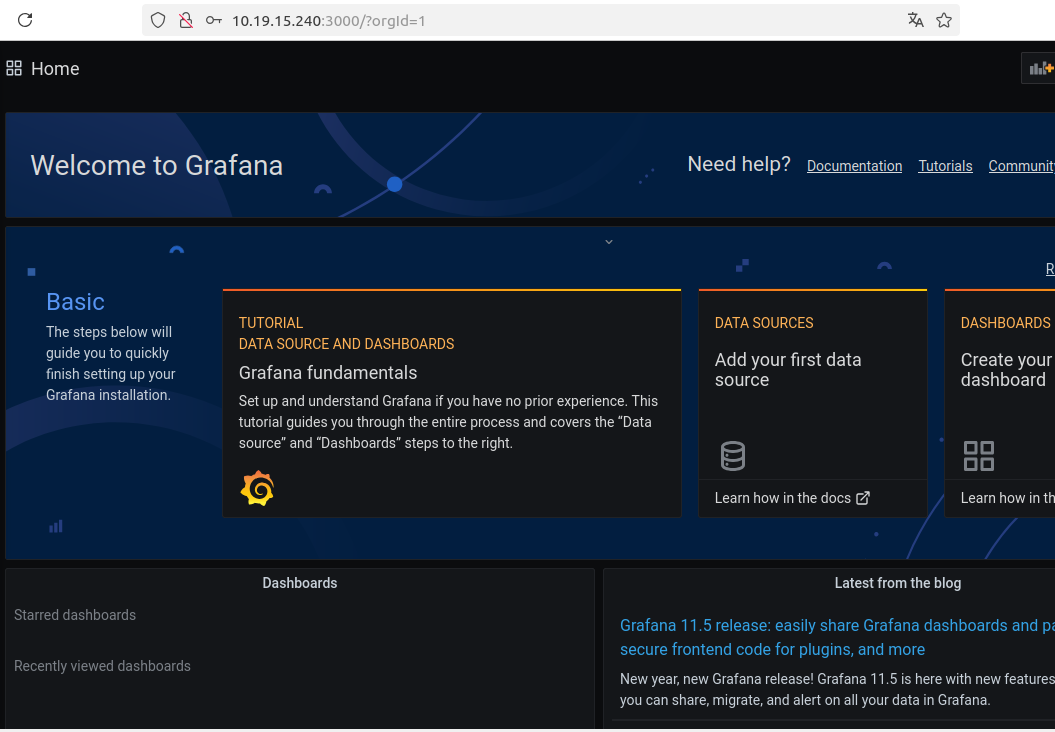 10.19.15.240:3000/?orgId=1
Home
Welcome to Grafana
Need help? Documentation Tutorials Communit
R
Basic
The steps below will
guide you to quickly
finish setting up your
Grafana installation.
TUTORIAL
DATA SOURCE AND DASHBOARDS
Grafana fundamentals
Set up and understand Grafana if you have no prior experience. This
tutorial guides you through the entire process and covers the “Data
source” and “Dashboards” steps to the right.
DATA SOURCES
Add your first data
source
Learn how in the docs
DASHBOARDS
Create your
dashboard
Learn how in th
Dashboards
Starred dashboards
Recently viewed dashboards
Latest from the blog
Grafana 11.5 release: easily share Grafana dashboards and pa
secure frontend code for plugins, and more
New year, new Grafana release! Grafana 11.5 is here with new features
you can share, migrate, and alert on all your data in Grafana.